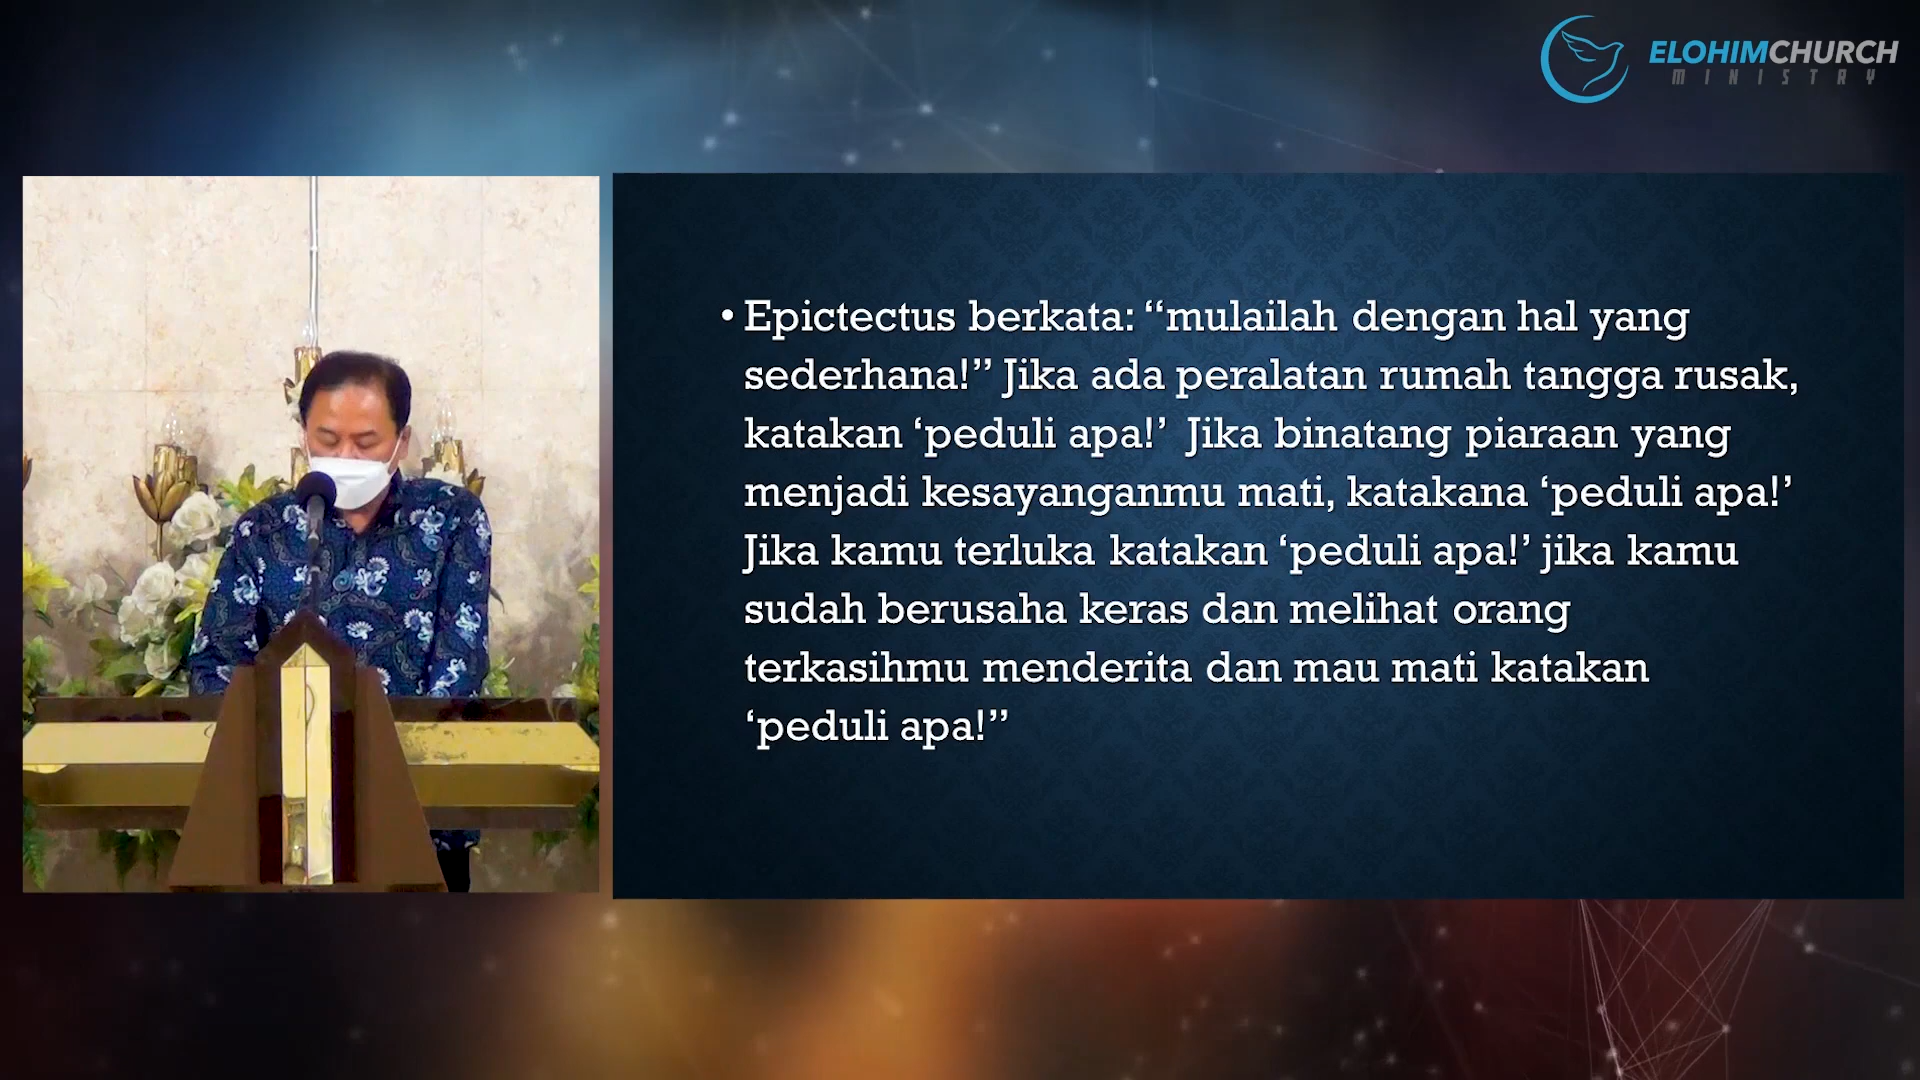 ELOHIMCHURCH
MINISTRY
• Epictectus berkata: “mulailah dengan hal yang
sederhana!” Jika ada peralatan rumah tangga rusak,
katakan ‘peduli apa!’ Jika binatang piaraan yang
menjadi kesayanganmu mati, katakana ‘peduli apa!’
Jika kamu terluka katakan ‘peduli apa!’ jika kamu
sudah berusaha keras dan melihat orang
terkasihmu menderita dan mau mati katakan
‘peduli apa!”